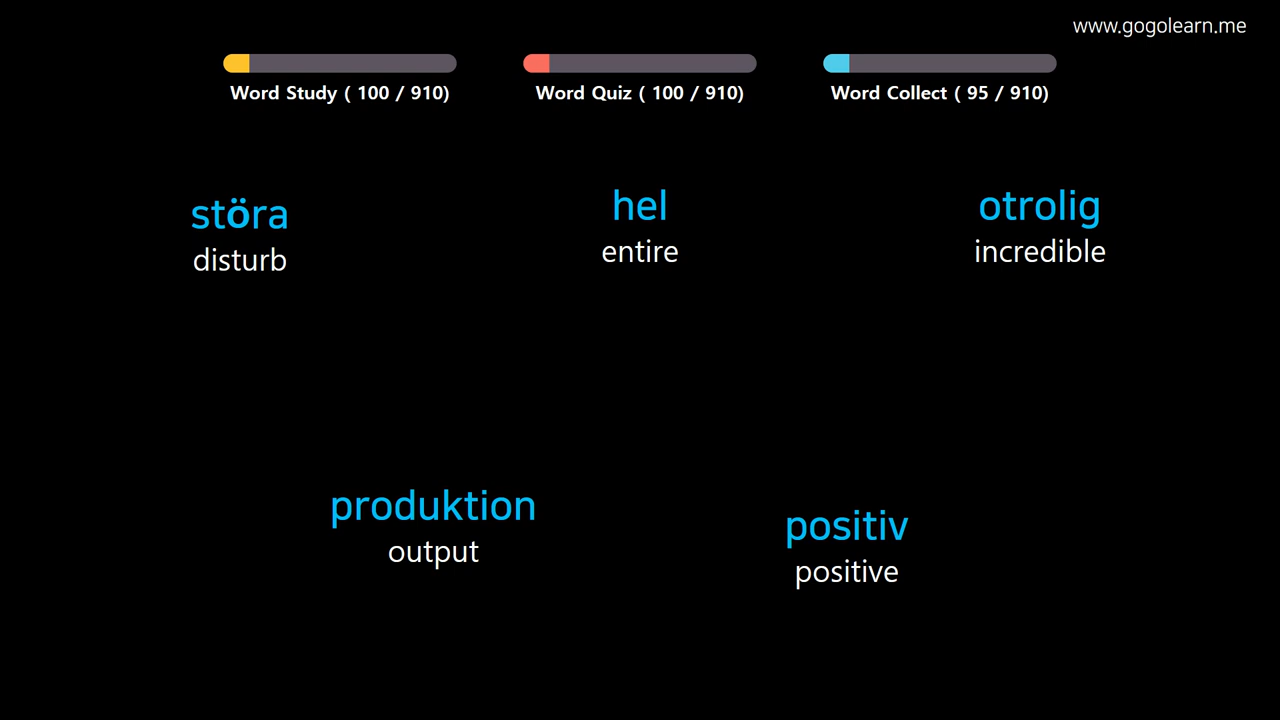 www.gogolearn.me
Word Study ( 100 / 910)
Word Quiz ( 100 / 910)
Word Collect ( 95 / 910)
störa
disturb
hel
entire
otrolig
incredible
produktion
output
positiv
positive